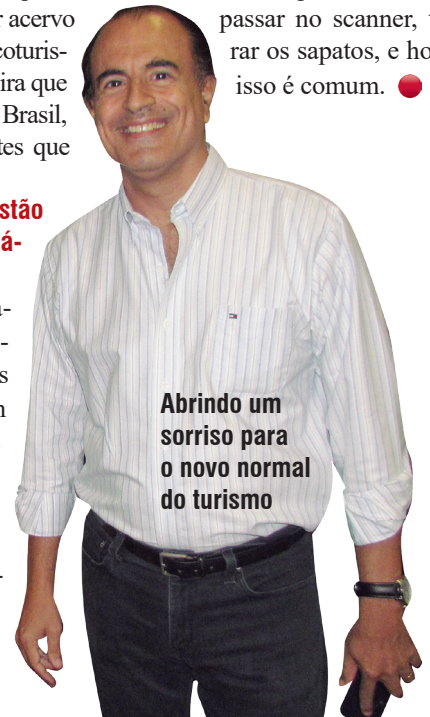 r acervo
coturis-
ira que
Brasil,
tes que
stão
á-
a-
-
s
n
-
passar no scanner,
rar os sapatos, e ho
isso é comum.
Abrindo um
sorriso para
o novo normal
do turismo